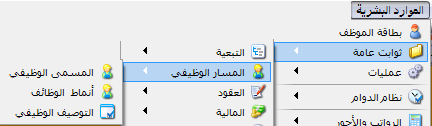 الموارد البشرية
بطاقة الموظف
ثوابت عامة
عمليات
نظام الدوام
الرواتب والأجور
التبعية
المسار الوظيفي
العقود
المالية
المسمى الوظيفي
أنماط الوظائف
التوصيف الوظيفي